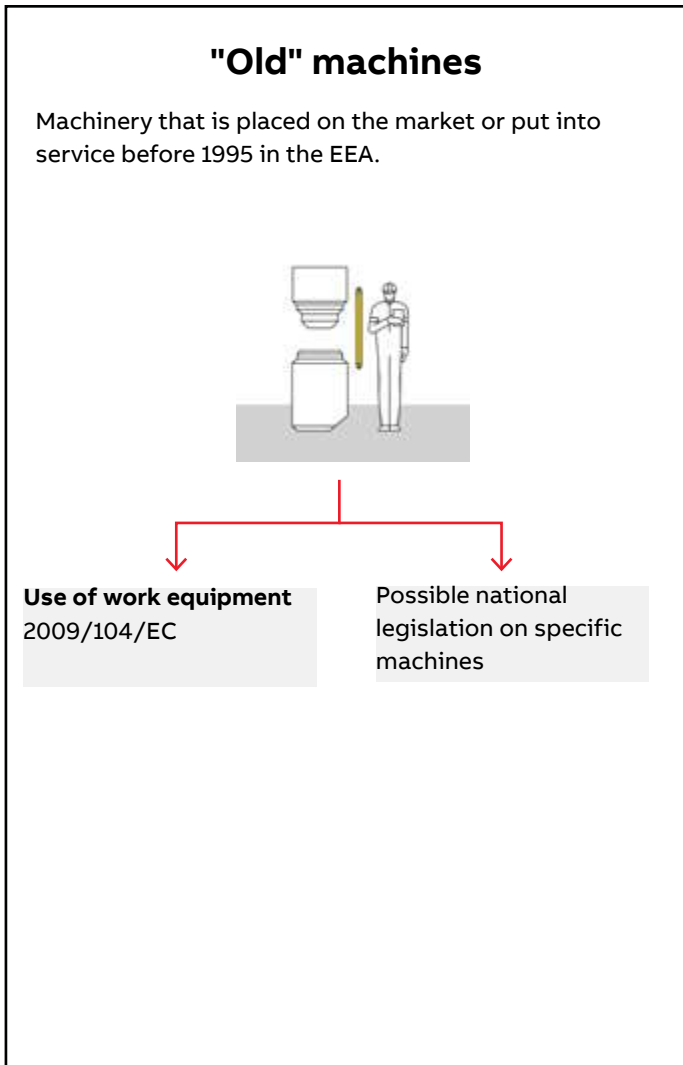 "Old" machines
Machinery that is placed on the market or put into
service before 1995 in the EEA.
Use of work equipment
2009/104/EC
Possible national
legislation on specific
machines